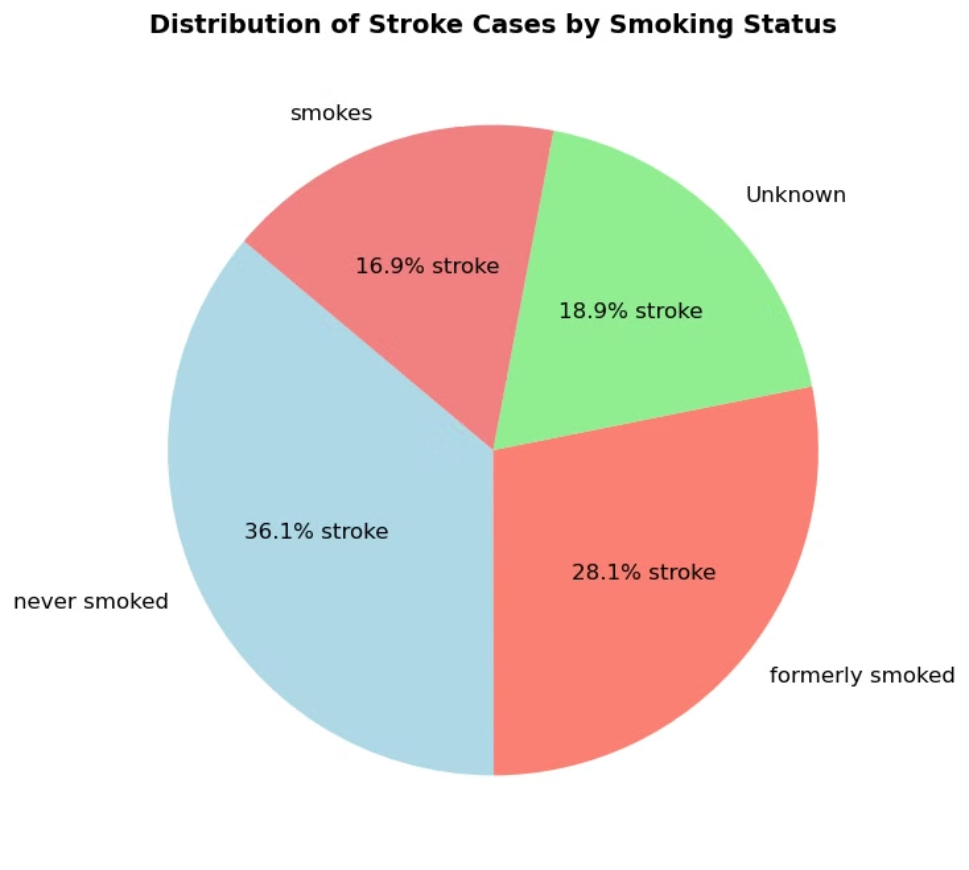 Distribution of Stroke Cases by Smoking Status
smokes
Unknown
16.9% stroke
18.9% stroke
36.1% stroke
28.1% stroke
never smoked
formerly smoked